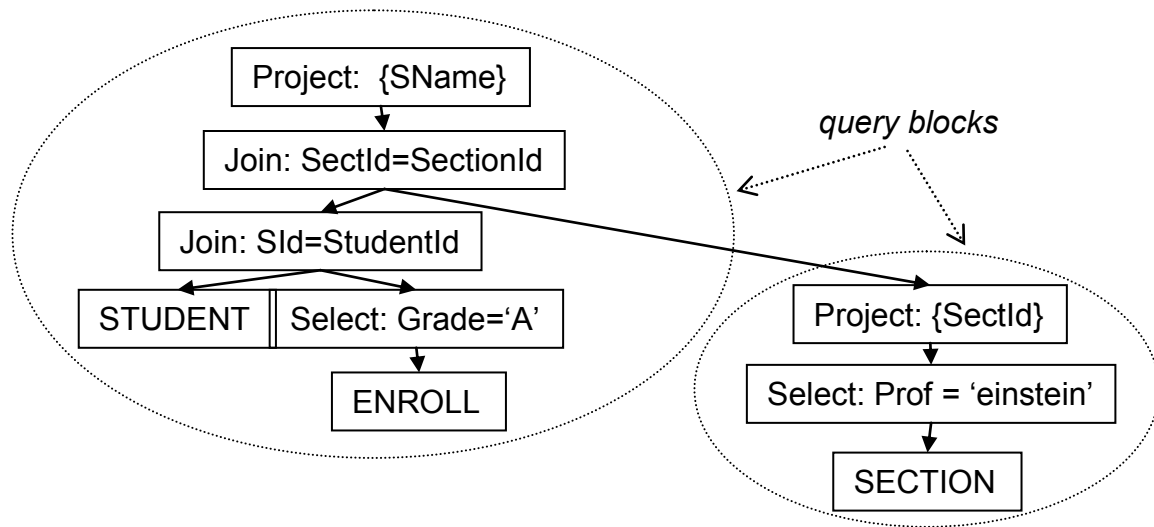 Project: {SName}
query blocks
Join: SectId=SectionId
Join: SId=StudentId
STUDENT
Select: Grade=‘A’
Project: {SectId}
ENROLL
Select: Prof = ‘einstein’
SECTION